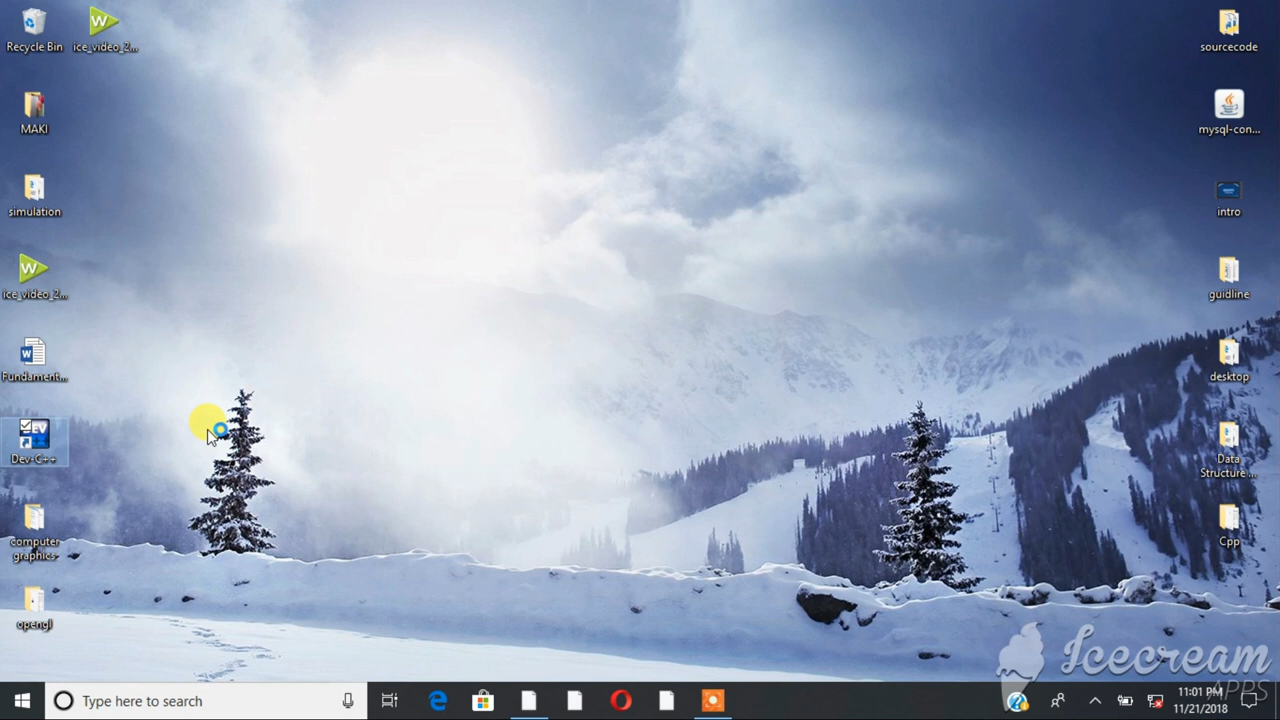 Recycle Bin
ice_video_2...
MAKI
simulation
ice_video_2...
Fundament...
Dev-C++
computer
graphics
opengl
sourcecode
mysql-con...
intro
guidline
desktop
Data
Structure ...
Cpp
Icecream
APPS
Type here to search
11:01 PM
11/21/2018